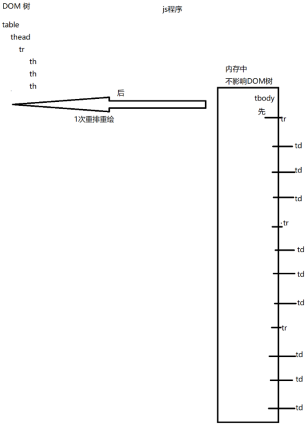 DOM 树
js程序
table
thead
tr
th
th
th
内存中
不影响DOM树
后
1次重排重绘
tbody
先
tr
td
td
td
tr
td
td
td
tr
td
td
td